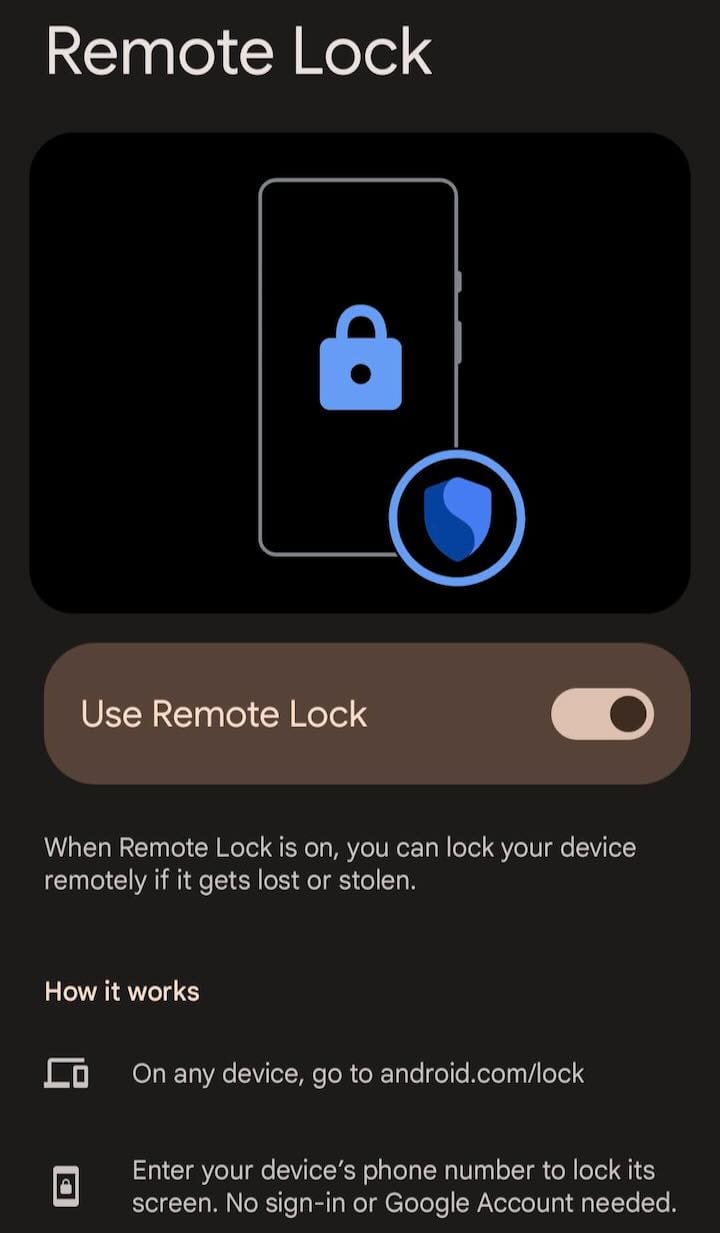 Remote Lock
Use Remote Lock
When Remote Lock is on, you can lock your device
remotely if it gets lost or stolen.
How it works
On any device, go to android.com/lock
Enter your device’s phone number to lock its
screen. No sign-in or Google Account needed.